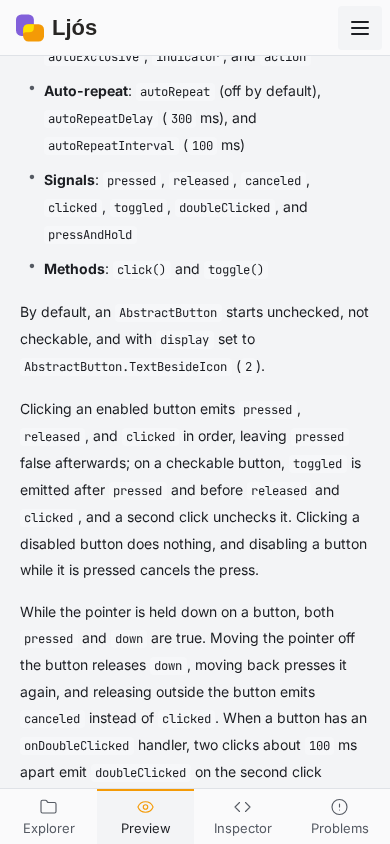 Ljós
autoExclusive, indicator, and action
• Auto-repeat: autoRepeat (off by default),
autoRepeatDelay (300 ms), and
autoRepeatInterval (100 ms)
• Signals: pressed, released, canceled,
clicked, toggled, doubleClicked, and
pressAndHold
• Methods: click() and toggle()
By default, an AbstractButton starts unchecked, not
checkable, and with display set to
AbstractButton.TextBesideIcon (2).
Clicking an enabled button emits pressed,
released, and clicked in order, leaving pressed
false afterwards; on a checkable button, toggled is
emitted after pressed and before released and
clicked, and a second click unchecks it. Clicking a
disabled button does nothing, and disabling a button
while it is pressed cancels the press.
While the pointer is held down on a button, both
pressed and down are true. Moving the pointer off
the button releases down, moving back presses it
again, and releasing outside the button emits
canceled instead of clicked. When a button has an
onDoubleClicked handler, two clicks about 100 ms
apart emit doubleClicked on the second click
Explorer
Preview
Inspector
Problems